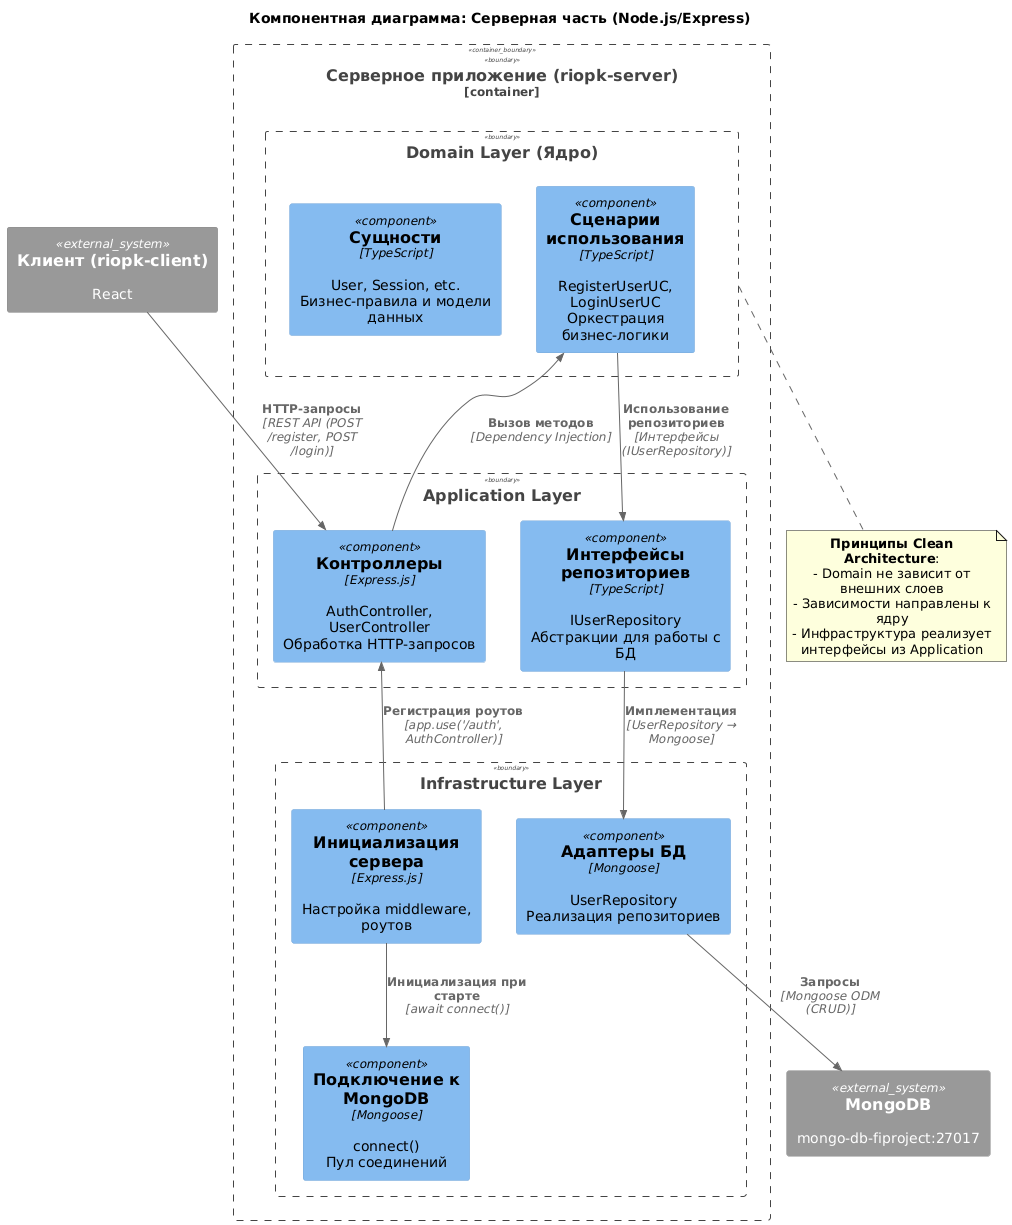 Компонентная диаграмма: Серверная часть (Node.js/Express)
«container_boundary»
«boundary»
Серверное приложение (riopk-server)
[container]
«boundary»
Domain Layer (Ядро)
«component»
Сущности
[TypeScript]
User, Session, etc.
Бизнес-правила и модели
данных
«component»
Сценарии
использования
[TypeScript]
RegisterUserUC,
LoginUserUC
Оркестрация
бизнес-логики
«external_system»
Клиент (riopk-client)
React
HTTP-запросы
[REST API (POST
/register, POST
/login)]
Вызов методов
[Dependency Injection]
Использование
репозиториев
[Интерфейсы
(IUserRepository)]
«boundary»
Application Layer
«component»
Контроллеры
[Express.js]
AuthController,
UserController
Обработка HTTP-запросов
«component»
Интерфейсы
репозиториев
[TypeScript]
IUserRepository
Абстракции для работы с
БД
Принципы Clean
Architecture:
- Domain не зависит от
внешних слоев
- Зависимости направлены к
ядру
- Инфраструктура реализует
интерфейсы из Application
Регистрация роутов
[app.use('/auth',
AuthController)]
Имплементация
[UserRepository →
Mongoose]
«boundary»
Infrastructure Layer
«component»
Инициализация
сервера
[Express.js]
Настройка middleware,
роутов
«component»
Адаптеры БД
[Mongoose]
UserRepository
Реализация репозиториев
Инициализация при
старте
[await connect()]
Запросы
[Mongoose ODM
(CRUD)]
«component»
Подключение к
MongoDB
[Mongoose]
connect()
Пул соединений
«external_system»
MongoDB
mongo-db-fiproject:27017